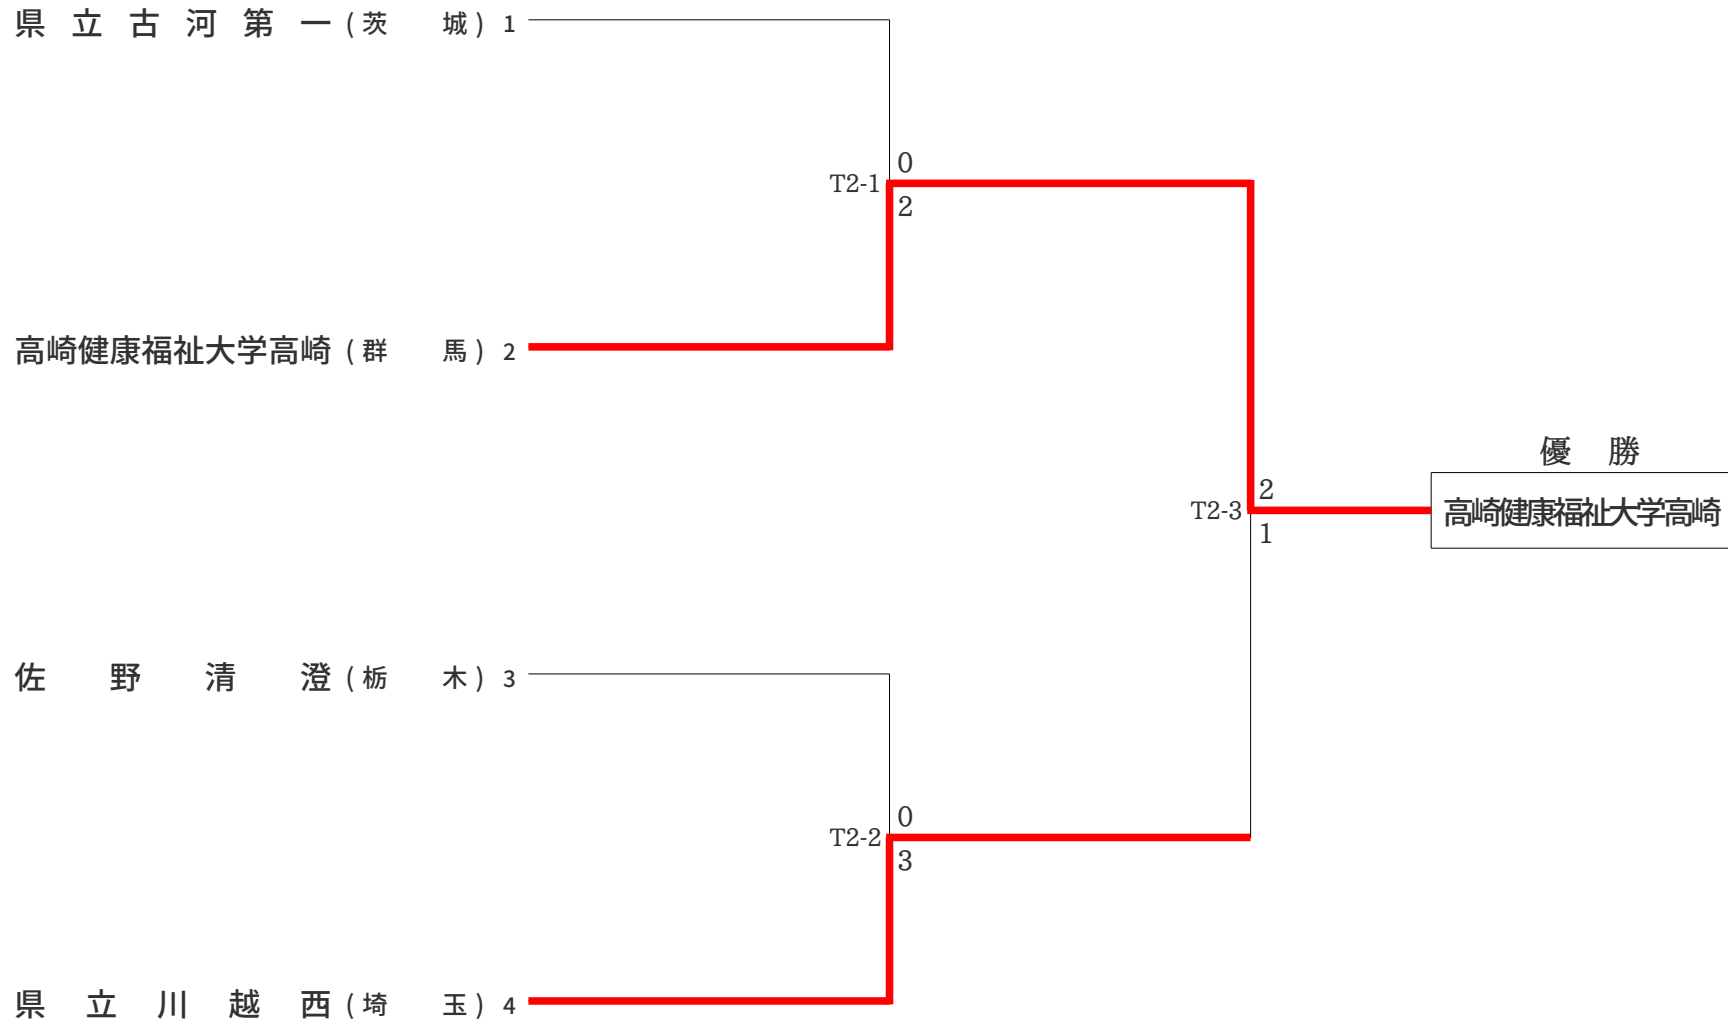 県立古河第一(茨城) 1
0
T2-1
2
高崎健康福祉大学高崎(群馬) 2
優勝
2
T2-3
高崎健康福祉大学高崎
1
佐野清澄(栃木) 3
0
T2-2
3
県立川越西(埼玉) 4